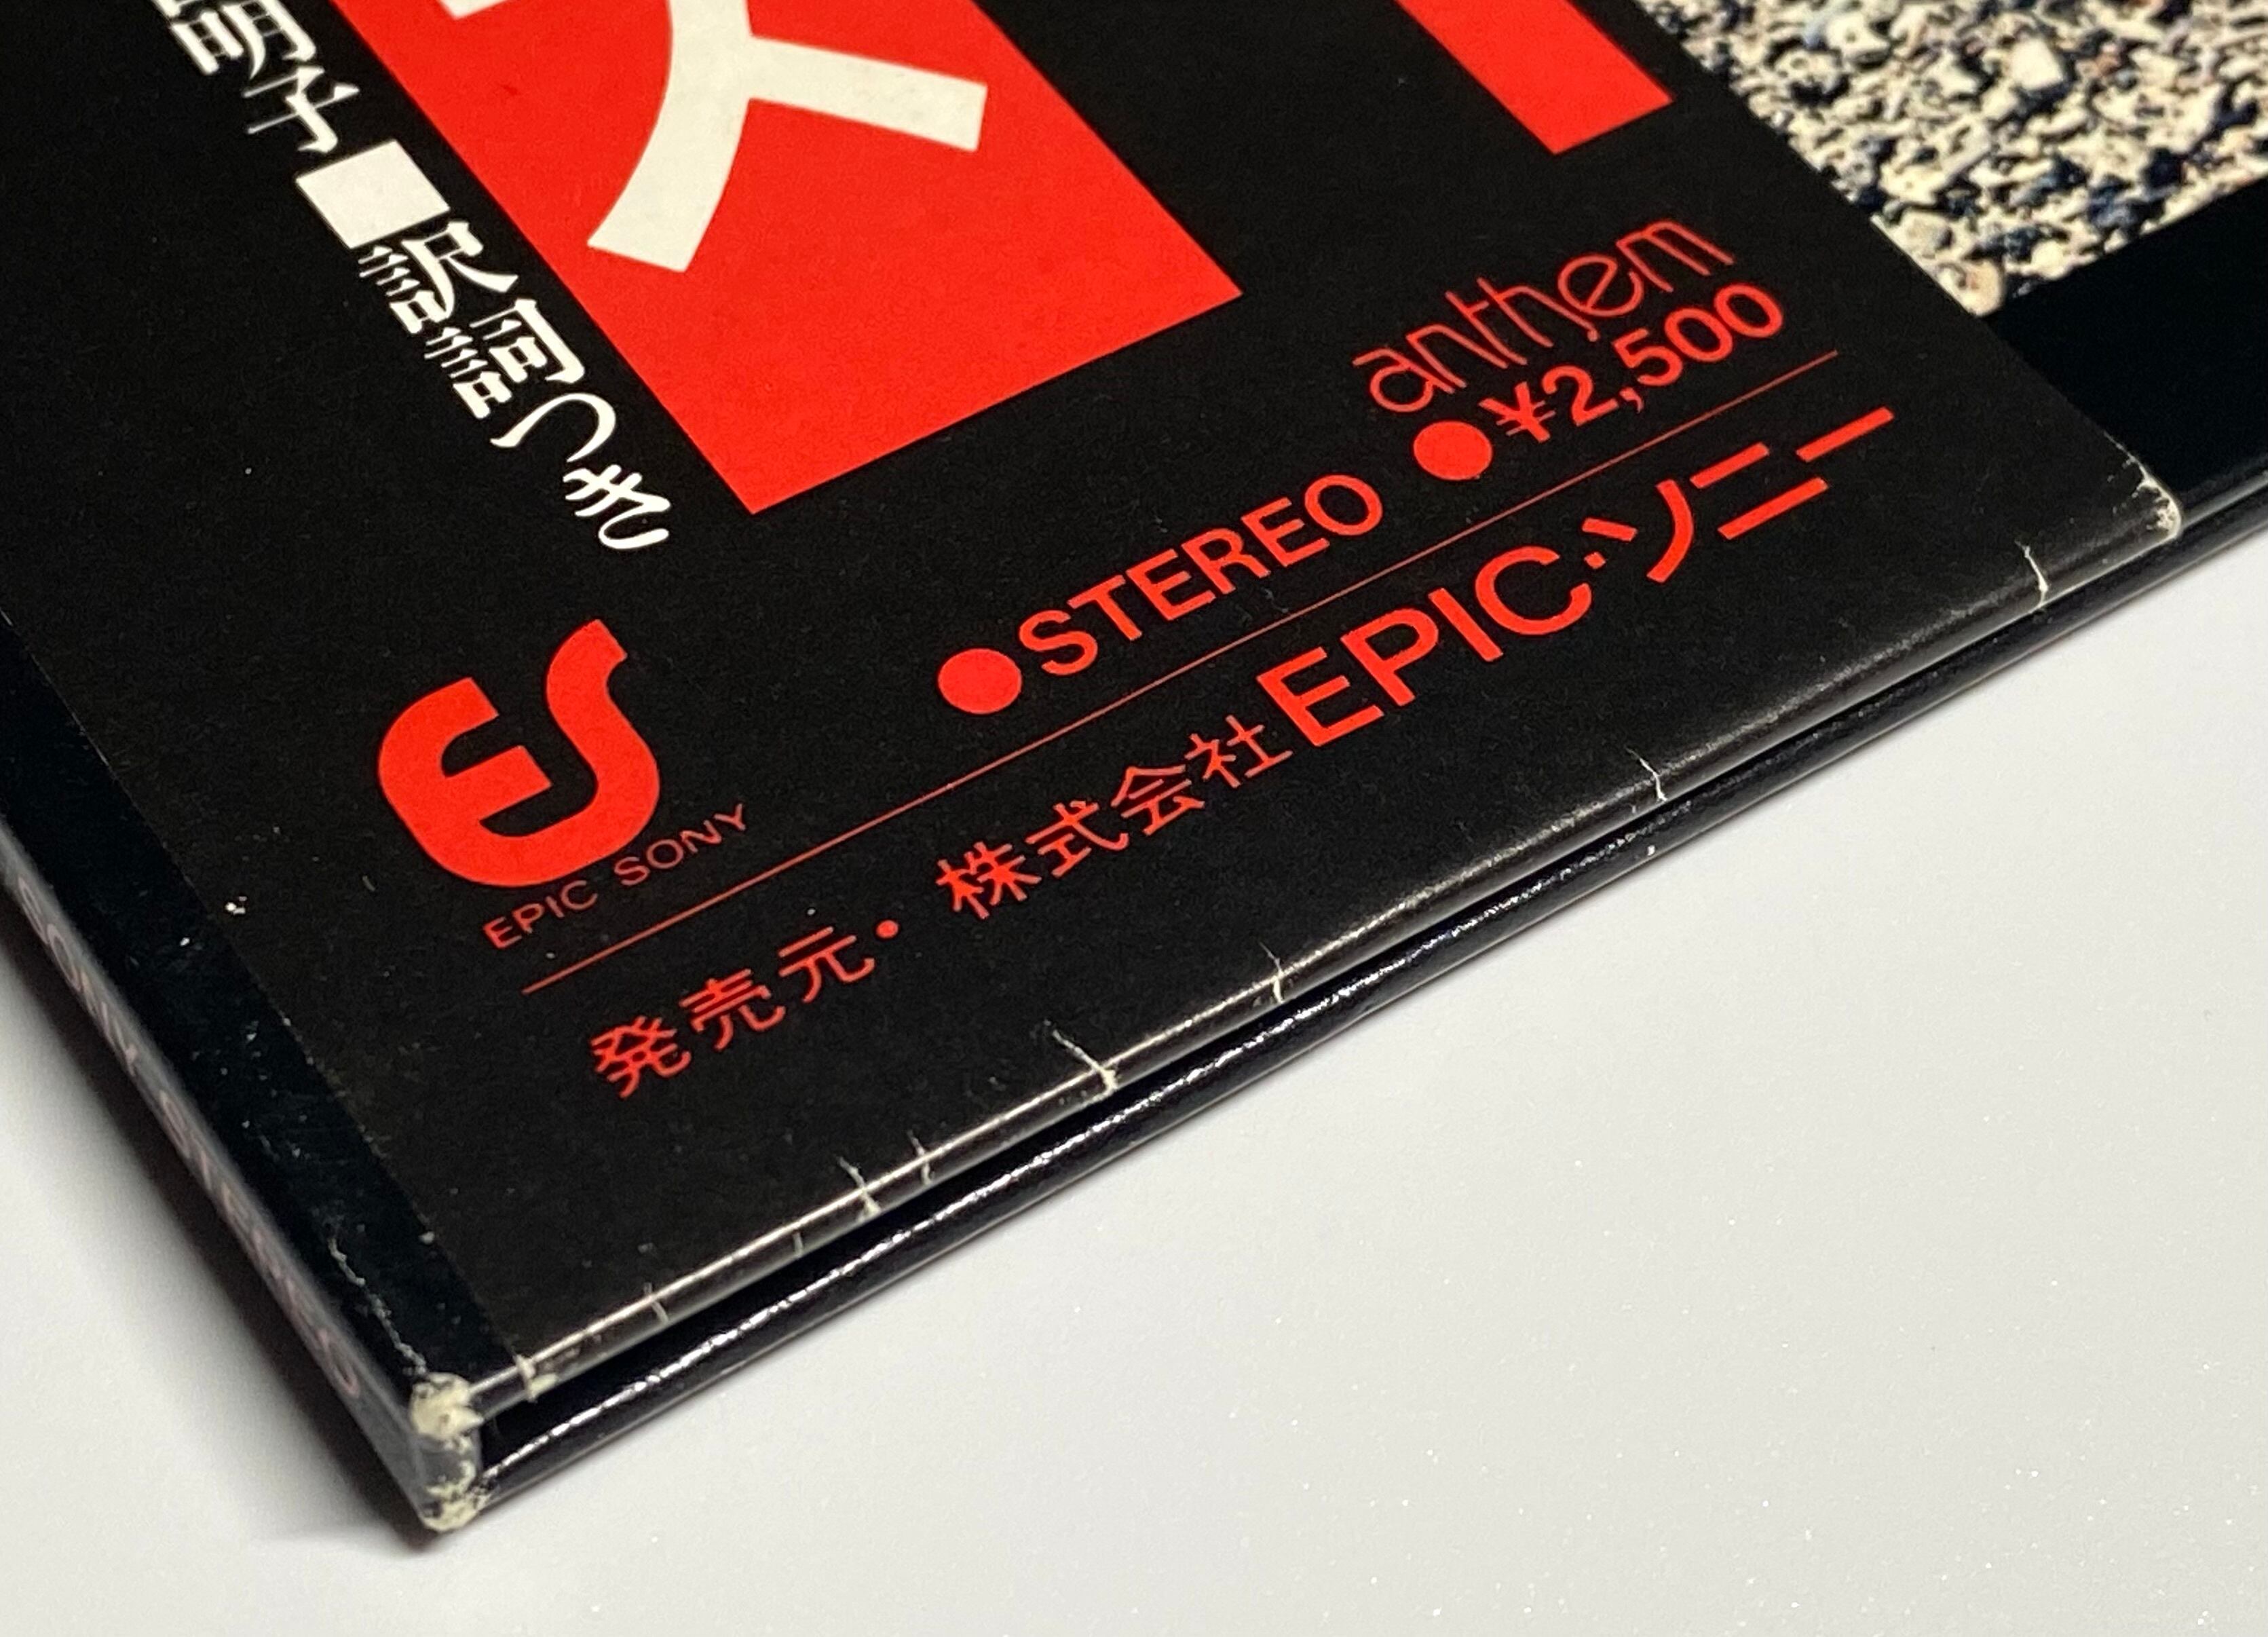 明子■訳詞つき
ス
anthem
●STEREO ●¥2,500
EPIC SONY
発売元・株式会社EPIC・ソニー